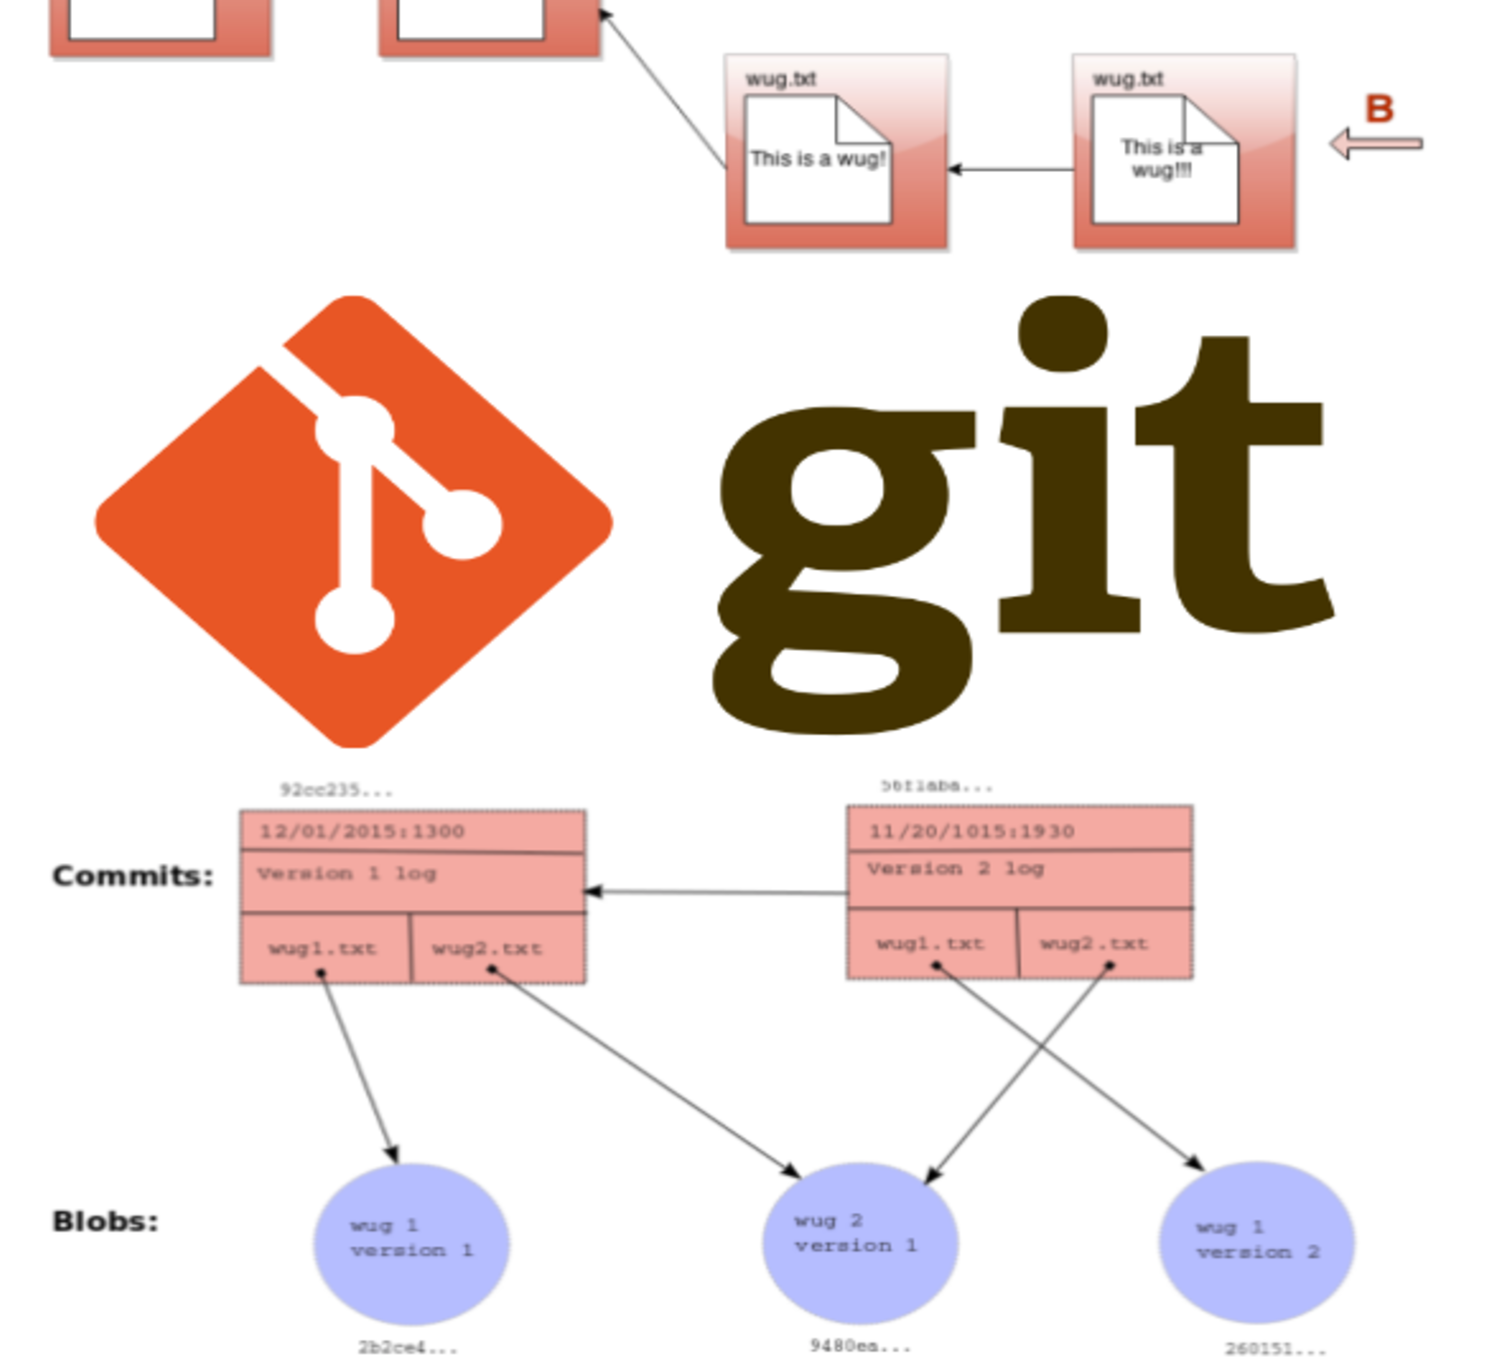 wug.txt
This is a wug!
wug.txt
This is a
wug!!!
B
git
92cc235...
12/01/2015:1300
Version 1 log
wug1.txt
wug2.txt
11/20/1015:1930
Version 2 log
wug1.txt
wug2.txt
Commits:
Blobs:
wug 1
version 1
wug 2
version 1
wug 1
version 2
2b2ce4...
9480ea...
260151...